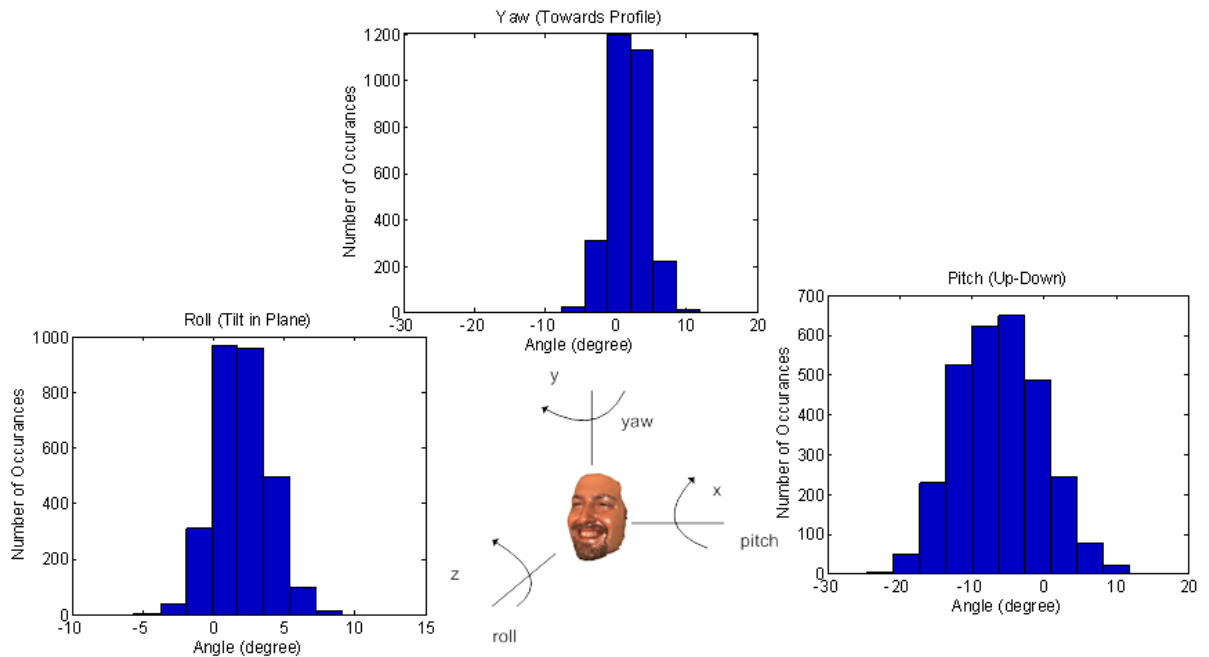 Yaw (Towards Profile)
Number of Occurances
1200
1000
800
600
400
200
0
-30 -20 -10 0 10 20
Angle (degree)
Roll (Tilt in Plane)
Number of Occurances
1000
800
600
400
200
0
-10 -5 0 5 10 15
Angle (degree)
y
yaw
x
pitch
z
roll
Pitch (Up-Down)
Number of Occurances
700
600
500
400
300
200
100
0
-30 -20 -10 0 10 20
Angle (degree)